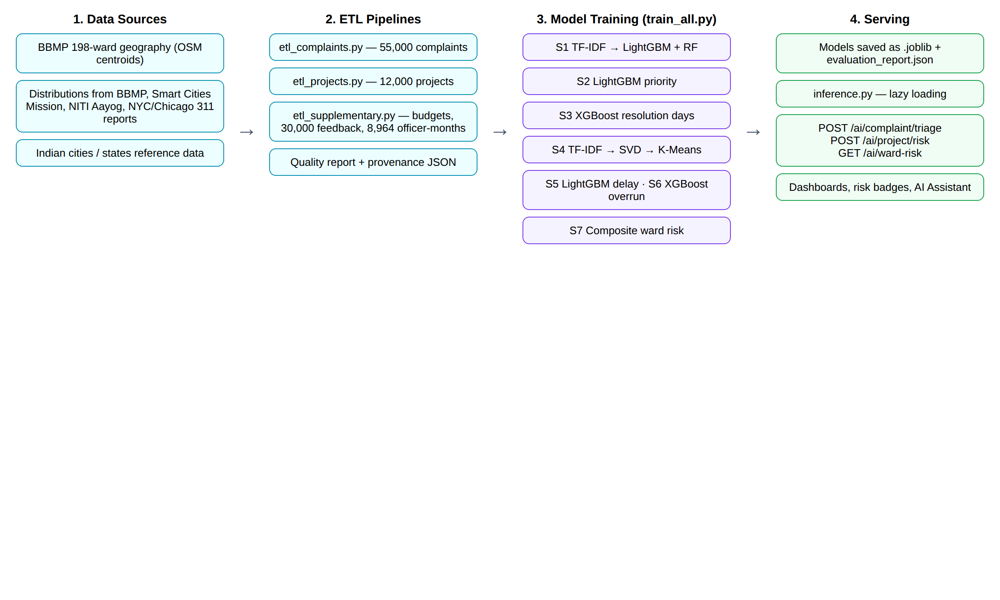 1. Data Sources
BBMP 198-ward geography (OSM
centroids)
Distributions from BBMP, Smart Cities
Mission, NITI Aayog, NYC/Chicago 311
reports
Indian cities / states reference data
→
2. ETL Pipelines
etl_complaints.py — 55,000 complaints
etl_projects.py — 12,000 projects
etl_supplementary.py — budgets,
30,000 feedback, 8,964 officer-months
Quality report + provenance JSON
→
3. Model Training (train_all.py)
S1 TF-IDF → LightGBM + RF
S2 LightGBM priority
S3 XGBoost resolution days
S4 TF-IDF → SVD → K-Means
S5 LightGBM delay · S6 XGBoost
overrun
S7 Composite ward risk
→
4. Serving
Models saved as .joblib +
evaluation_report.json
inference.py — lazy loading
POST /ai/complaint/triage
POST /ai/project/risk
GET /ai/ward-risk
Dashboards, risk badges, AI Assistant